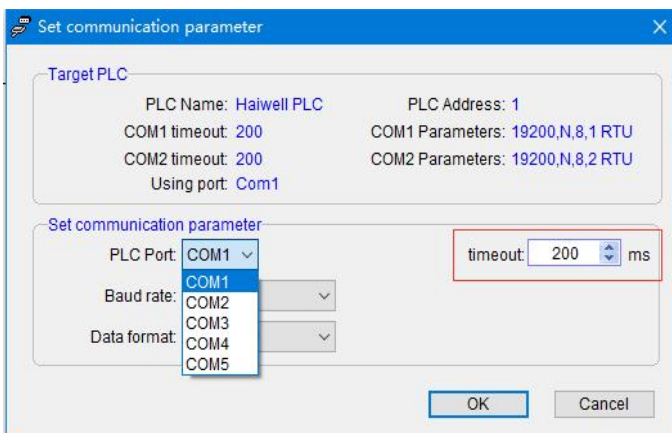 Set communication parameter
Target PLC
PLC Name: Haiwell PLC PLC Address: 1
COM1 timeout: 200 COM1 Parameters: 19200,N,8,1 RTU
COM2 timeout: 200 COM2 Parameters: 19200,N,8,2 RTU
Using port: Com1
Set communication parameter
PLC Port: COM1 timeout: 200 ms
COM1
Baud rate: COM2
COM3
Data format: COM4
COM5
OK Cancel